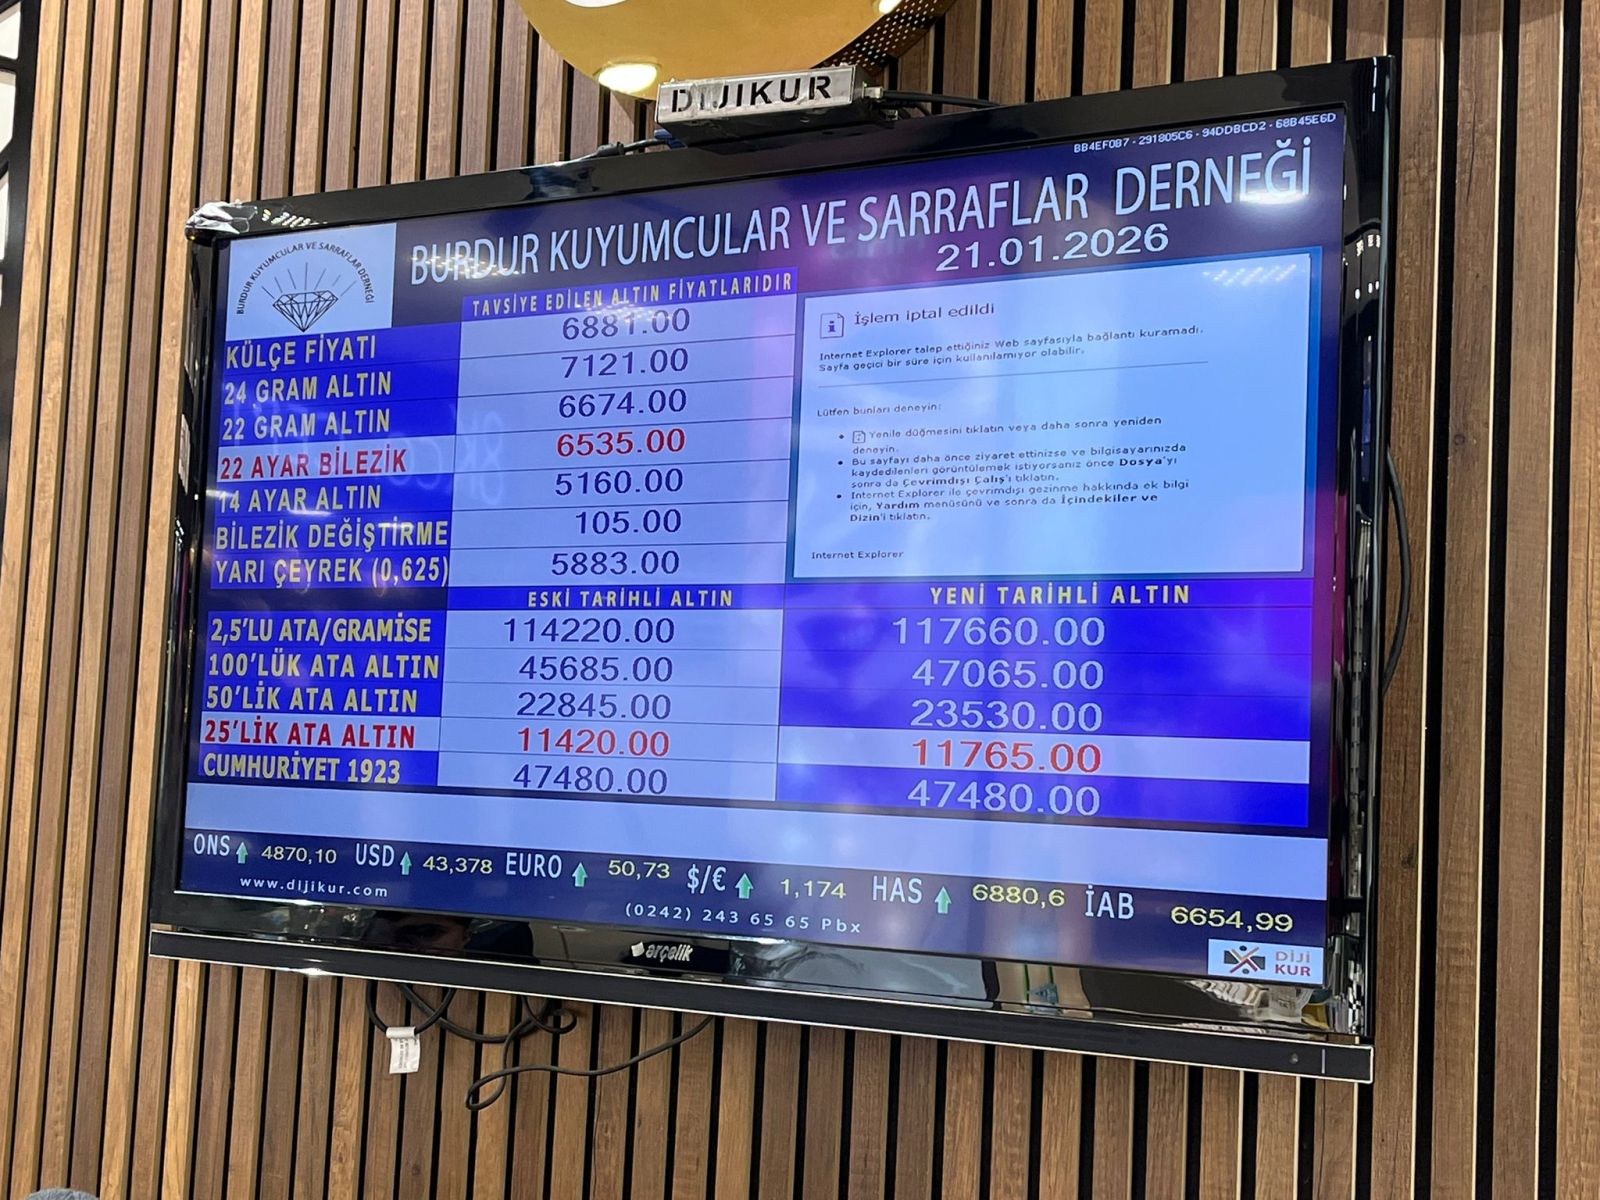 DIJIKUR
BB4EF0B7 - 291805C6 - 94DDBCD2 - 68B45E6D
BURDUR KUYUMCULAR VE SARRAFLAR DERNEĞİ
BURDUR KUYUMCULAR VE SARRAFLAR DERNEĞİ
21.01.2026
TAVSİYE EDİLEN ALTIN FİYATLARIDIR
KÜLÇE FİYATI 6881.00
24 GRAM ALTIN 7121.00
22 GRAM ALTIN 6674.00
22 AYAR BİLEZİK 6535.00
14 AYAR ALTIN 5160.00
BİLEZİK DEĞİŞTİRME 105.00
YARI ÇEYREK (0,625) 5883.00
İşlem iptal edildi
Internet Explorer talep ettiğiniz Web sayfasıyla bağlantı kuramadı.
Sayfa geçici bir süre için kullanılamıyor olabilir.
Lütfen bunları deneyin:
Yenile düğmesini tıklatın veya daha sonra yeniden
deneyin.
Bu sayfayı daha önce ziyaret ettinizse ve bilgisayarınızda
kaydedilenleri görüntülemek istiyorsanız önce Dosya'yı
sonra da Çevrimdışı Çalış'ı tıklatın.
Internet Explorer ile çevrimdışı gezinme hakkında ek bilgi
için, Yardım menüsünü ve sonra da İçindekiler ve
Dizin'i tıklatın.
Internet Explorer
ESKİ TARİHLİ ALTIN YENİ TARİHLİ ALTIN
2,5'LU ATA/GRAMİSE 114220.00 117660.00
100'LÜK ATA ALTIN 45685.00 47065.00
50'LİK ATA ALTIN 22845.00 23530.00
25'LİK ATA ALTIN 11420.00 11765.00
CUMHURİYET 1923 47480.00 47480.00
ONS 4870,10 USD 43,378 EURO 50,73 $/€ 1,174 HAS 6880,6 İAB 6654,99
www.dijikur.com
(0242) 243 65 65 Pbx
arçelik
DİJİ
KUR